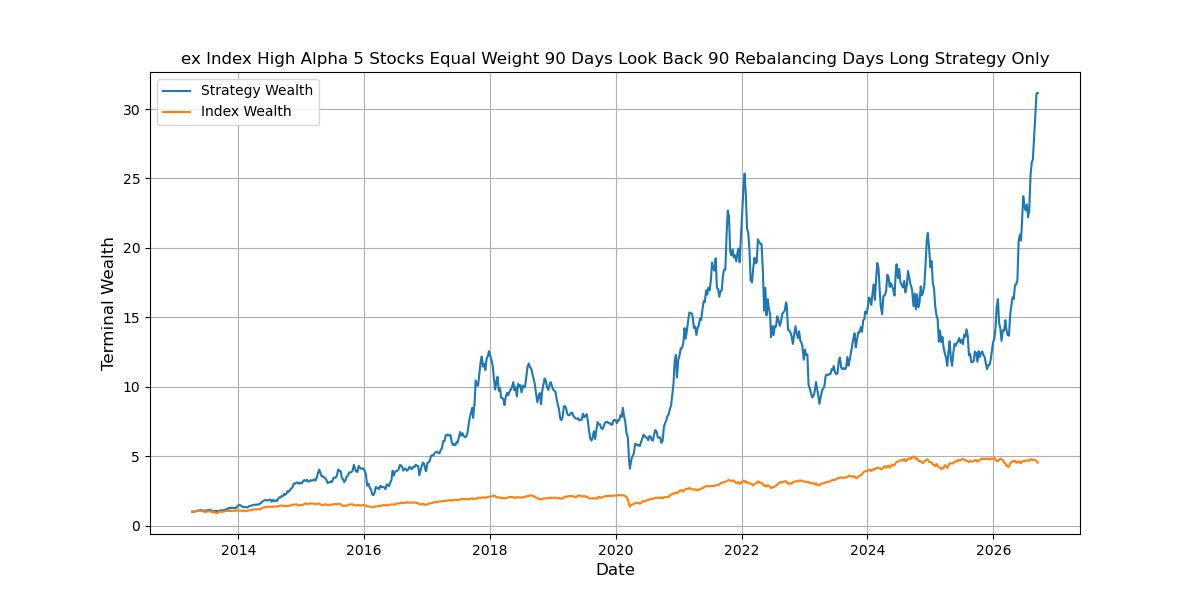 ex Index High Alpha 5 Stocks Equal Weight 90 Days Look Back 90 Rebalancing Days Long Strategy Only
Strategy Wealth
Index Wealth
Terminal Wealth
30
25
20
15
10
5
0
2014 2016 2018 2020 2022 2024 2026
Date